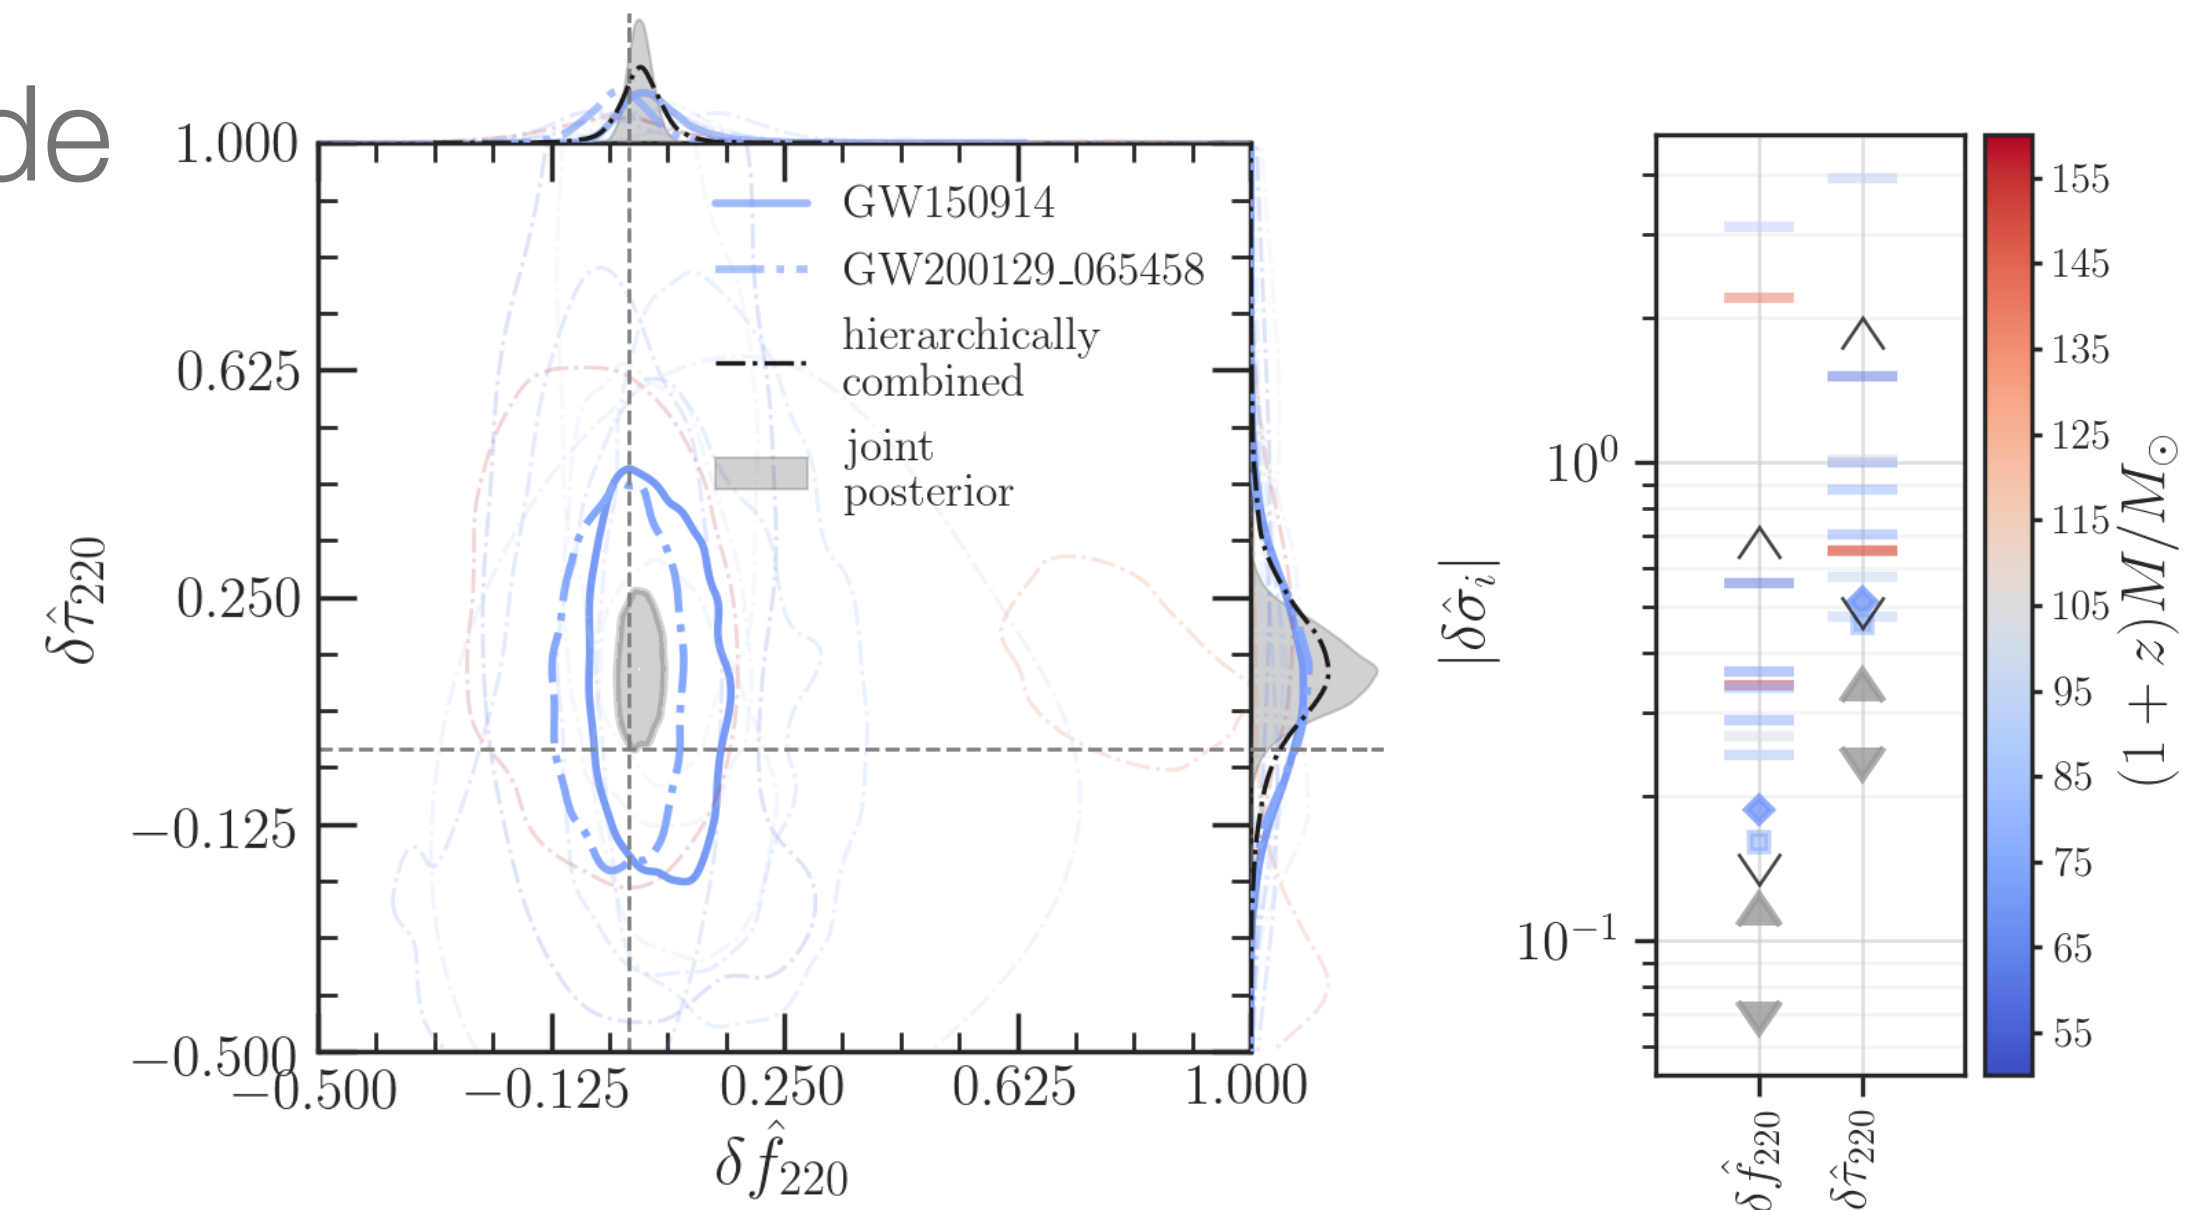 de
1.000
0.625
0.250
−0.125
−0.500
δτ̂₂₂₀
GW150914
GW200129_065458
hierarchically
combined
joint
posterior
−0.500 −0.125 0.250 0.625 1.000
δf̂₂₂₀
|δσ̂ᵢ|
10⁰
10⁻¹
δf̂₂₂₀ δτ̂₂₂₀
155
145
135
125
115
105
95
85
75
65
55
(1 + z)M/M⊙